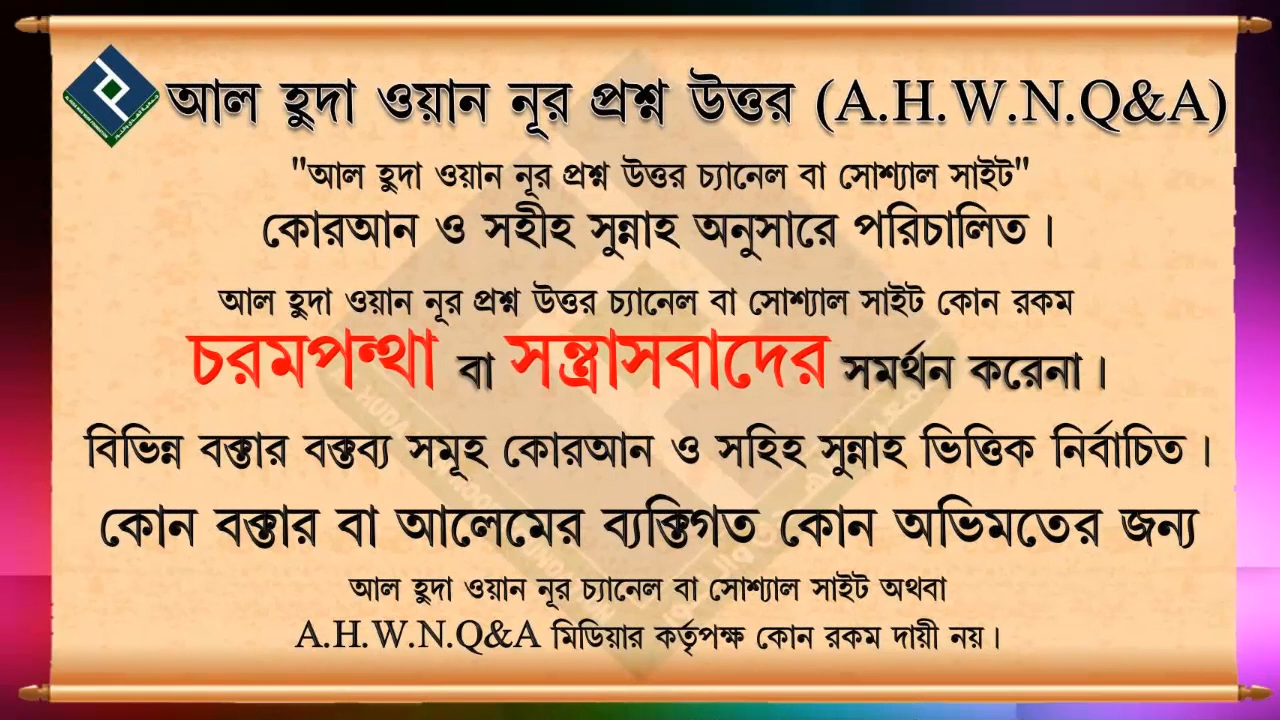 আল হুদা ওয়ান নূর প্রশ্ন উত্তর (A.H.W.N.Q&A)
"আল হুদা ওয়ান নূর প্রশ্ন উত্তর চ্যানেল বা সোশ্যাল সাইট"
কোরআন ও সহীহ সুন্নাহ অনুসারে পরিচালিত।
আল হুদা ওয়ান নূর প্রশ্ন উত্তর চ্যানেল বা সোশ্যাল সাইট কোন রকম
চরমপন্থা বা সন্ত্রাসবাদের সমর্থন করেনা।
বিভিন্ন বক্তার বক্তব্য সমূহ কোরআন ও সহিহ সুন্নাহ ভিত্তিক নির্বাচিত।
কোন বক্তার বা আলেমের ব্যক্তিগত কোন অভিমতের জন্য
আল হুদা ওয়ান নূর চ্যানেল বা সোশ্যাল সাইট অথবা
A.H.W.N.Q&A মিডিয়ার কর্তৃপক্ষ কোন রকম দায়ী নয়।